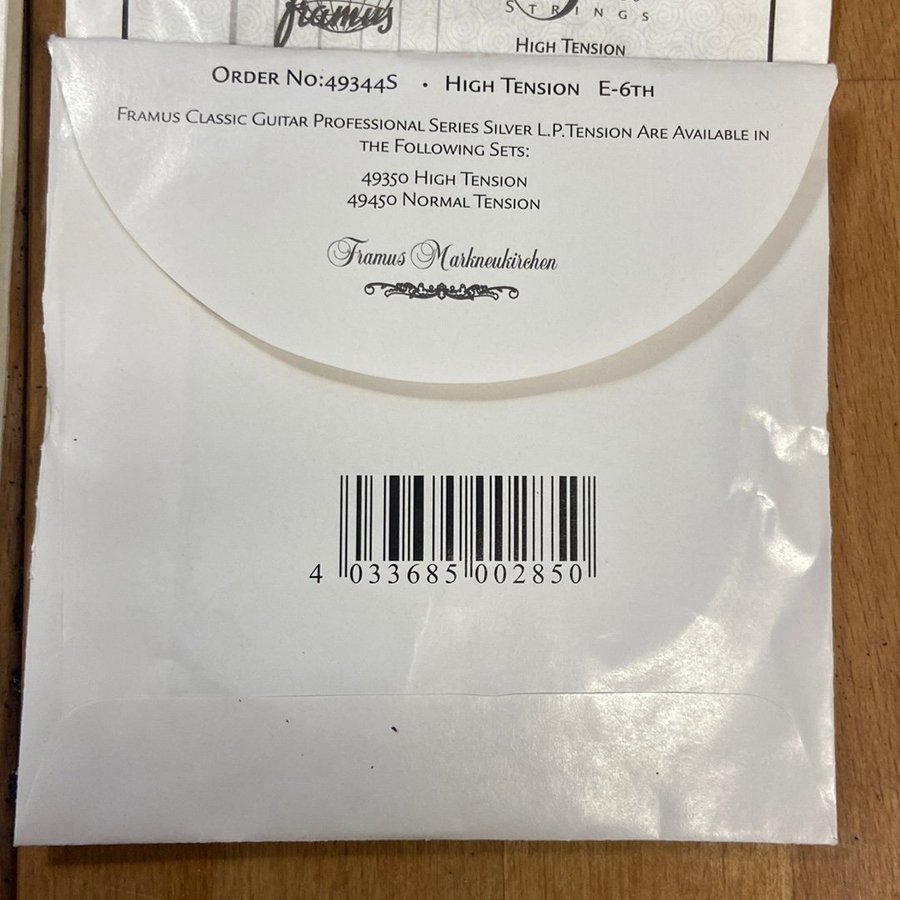 framus
STRINGS
HIGH TENSION
ORDER NO:49344S • HIGH TENSION E-6TH
FRAMUS CLASSIC GUITAR PROFESSIONAL SERIES SILVER L.P.TENSION ARE AVAILABLE IN
THE FOLLOWING SETS:
49350 HIGH TENSION
49450 NORMAL TENSION
Framus Markneukirchen
4 033685 002850